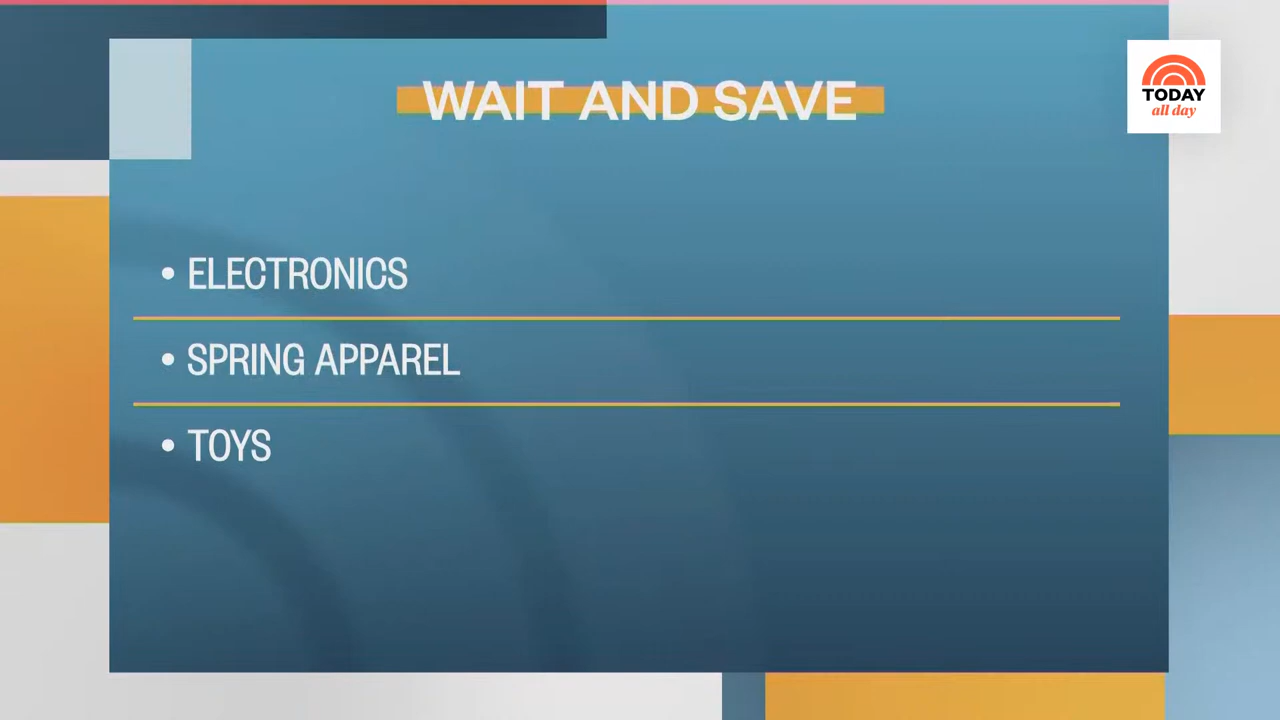 WAIT AND SAVE
TODAY
all day
• ELECTRONICS
• SPRING APPAREL
• TOYS